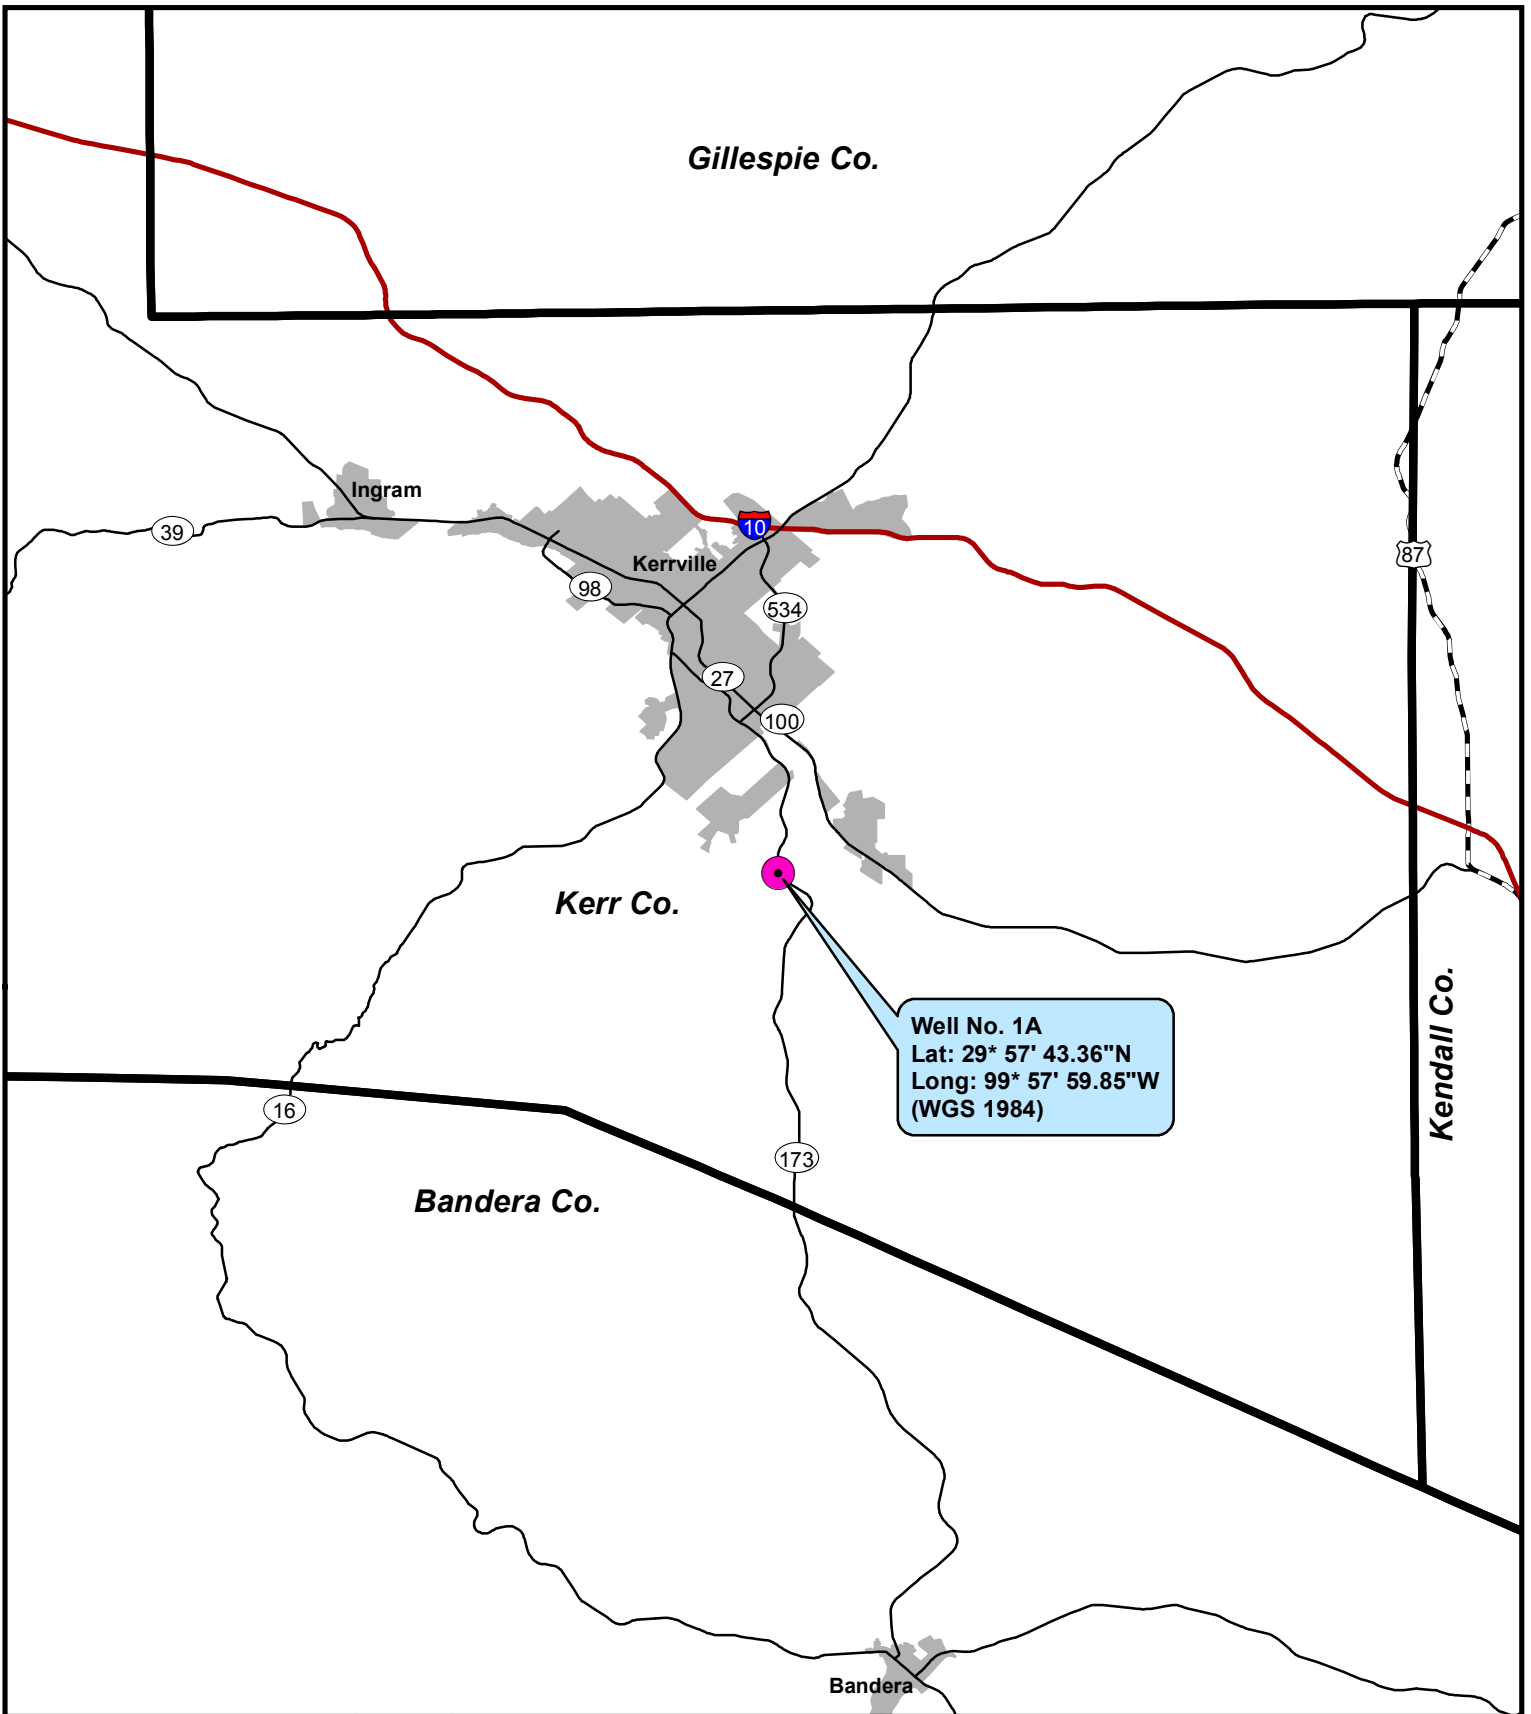 Gillespie Co.
Ingram
39
10
Kerrville
87
98
534
27
100
Kerr Co.
Well No. 1A
Lat: 29* 57' 43.36"N
Long: 99* 57' 59.85"W
(WGS 1984)
Kendall Co.
16
173
Bandera Co.
Bandera